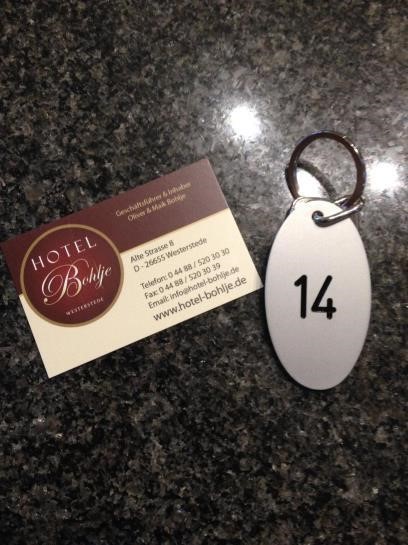 HOTEL
Bohlje
WESTERSTEDE
Geschäftsführer & Inhaber
Oliver & Maik Bohlje
Alte Strasse 8
D - 26655 Westerstede
Telefon: 0 44 88 / 520 30 30
Fax: 0 44 88 / 520 30 39
Email: info@hotel-bohlje.de
www.hotel-bohlje.de
14